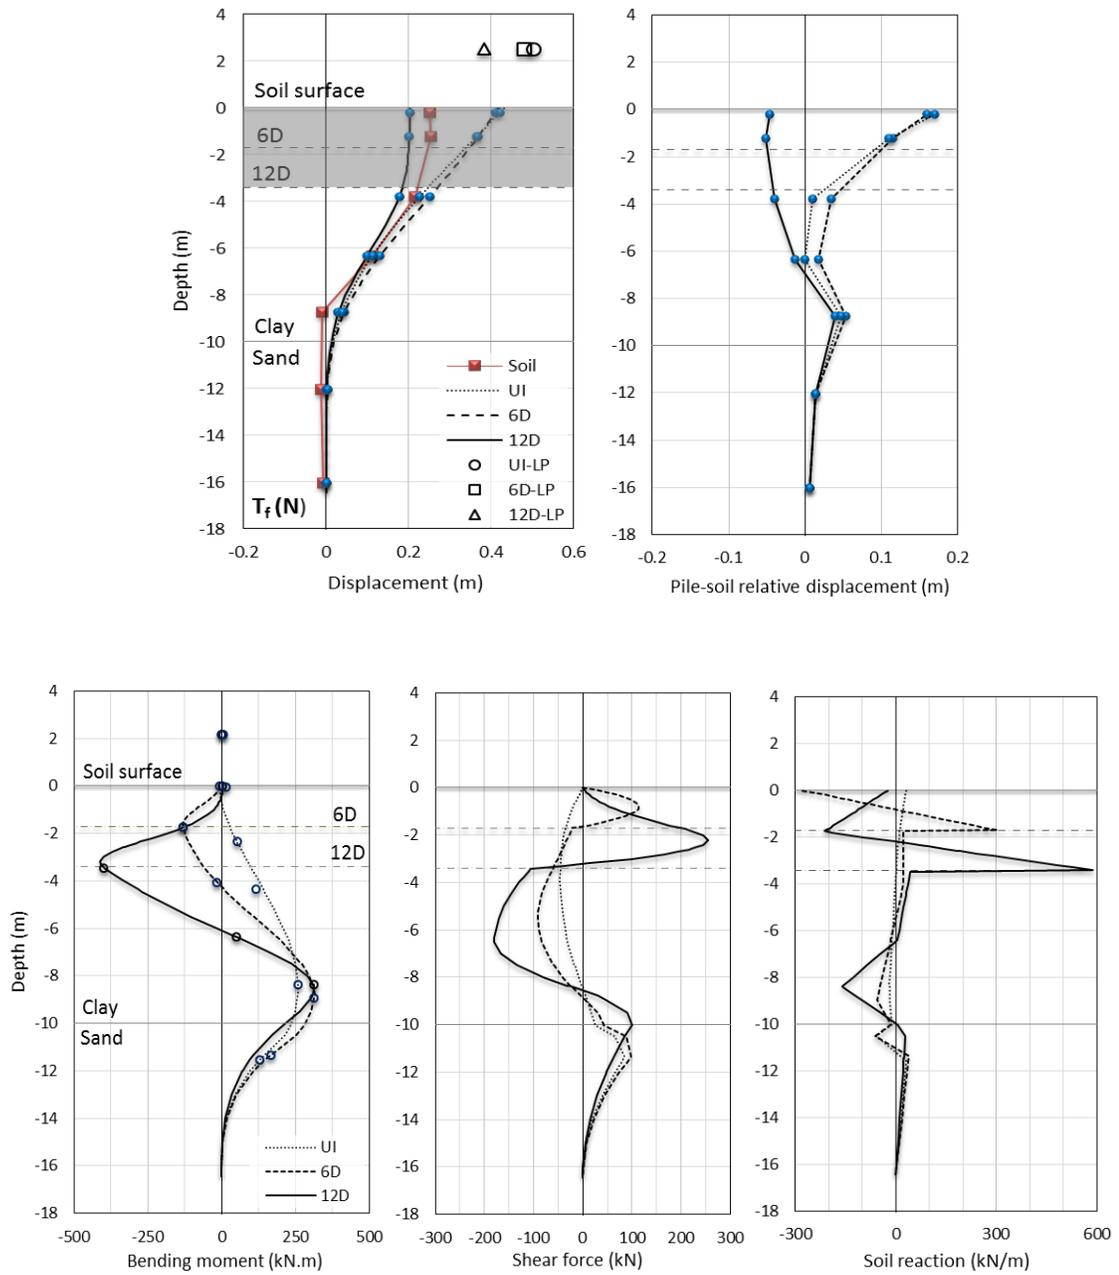 4
2
0
-2
-4
-6
-8
-10
-12
-14
-16
-18
Depth (m)
Soil surface
6D
12D
Clay
Sand
Soil
UI
6D
12D
UI-LP
6D-LP
12D-LP
Tf (N)
-0.2 0 0.2 0.4 0.6
Displacement (m)
4
2
0
-2
-4
-6
-8
-10
-12
-14
-16
-18
-0.2 -0.1 0 0.1 0.2
Pile-soil relative displacement (m)
4
2
0
-2
-4
-6
-8
-10
-12
-14
-16
-18
Depth (m)
Soil surface
6D
12D
Clay
Sand
UI
6D
12D
-500 -250 0 250 500
Bending moment (kN.m)
4
2
0
-2
-4
-6
-8
-10
-12
-14
-16
-18
-300 -200 -100 0 100 200 300
Shear force (kN)
4
2
0
-2
-4
-6
-8
-10
-12
-14
-16
-18
-300 0 300 600
Soil reaction (kN/m)